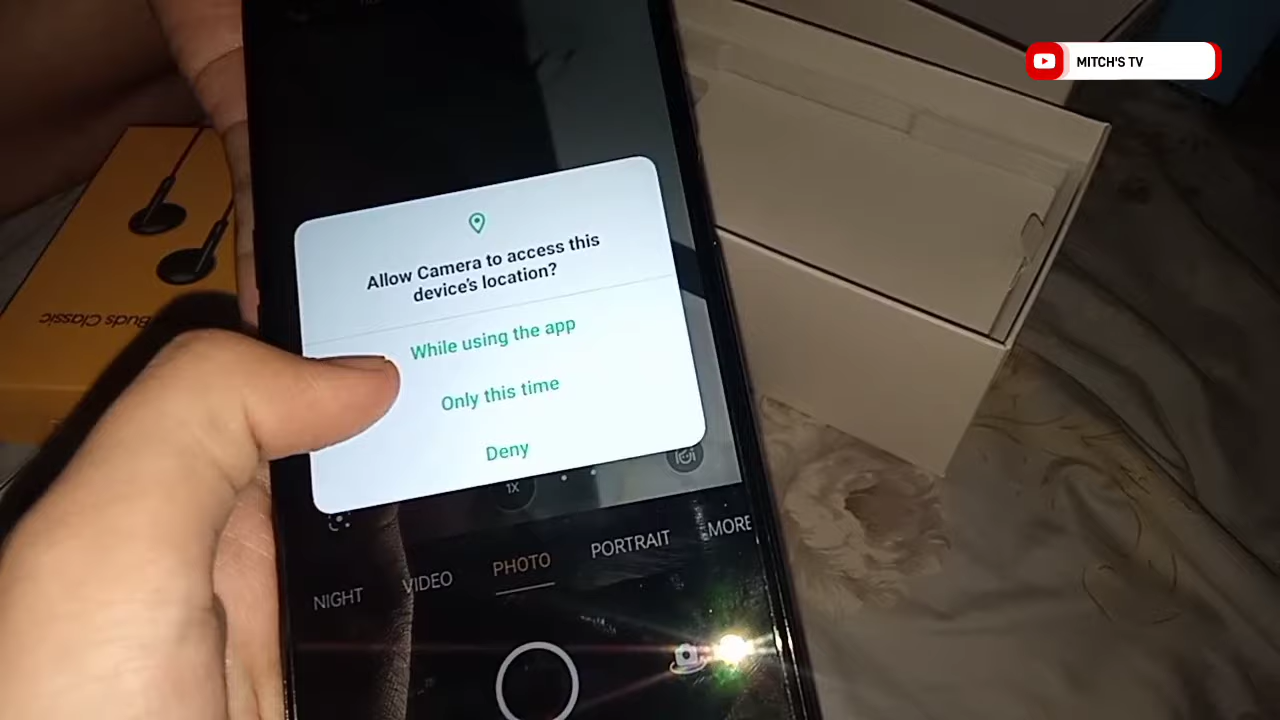 MITCH'S TV
Allow Camera to access this
device's location?
While using the app
Only this time
Deny
Buds Classic
1X
NIGHT
VIDEO
PHOTO
PORTRAIT
MORE